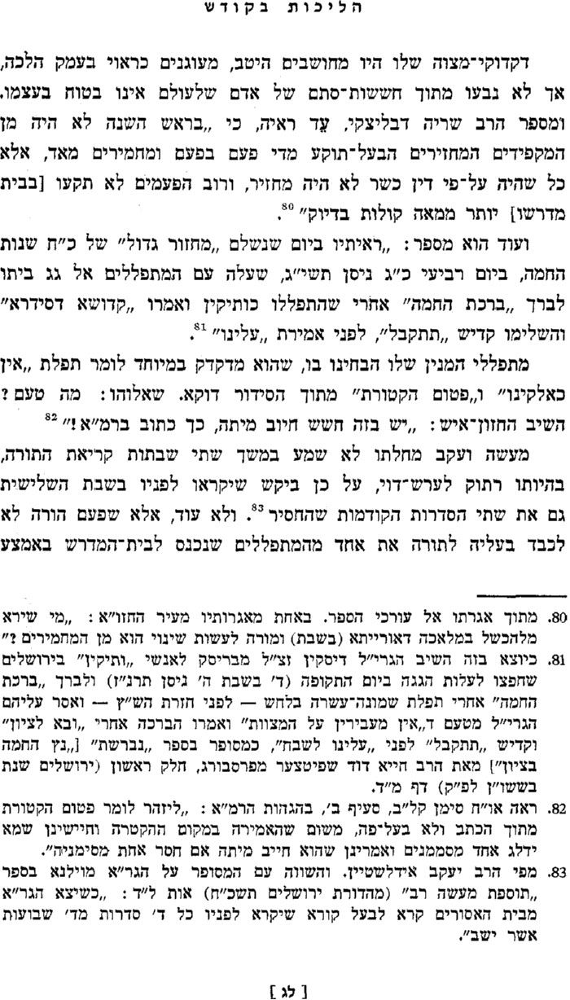 הליכות בקודש
דקדוקי־מצוה שלו היו מחושבים היטב, מעוגנים כראוי בעמק הלכה,
אך לא נבעו מתוך חששות־סתם של אדם שלעולם אינו בטוח בעצמו.
ומספר הרב שריה דבליצקי, עֵד ראיה, כי „בראש השנה לא היה מן
המקפידים המחזירים הבעל־תוקע מדי פעם בפעם ומחמירים מאד, אלא
כל שהיה על־פי דין כשר לא היה מחזיר, ורוב הפעמים לא תקעו [בבית
מדרשו] יותר ממאה קולות בדיוק״ 80.
ועוד הוא מספר: „ראיתיו ביום שנשלם „מחזור גדול״ של כ״ח שנות
החמה, ביום רביעי כ״ג ניסן תשי״ג, שעלה עם המתפללים אל גג ביתו
לברך „ברכת החמה״ אחרי שהתפללו כותיקין ואמרו „קדושא דסידרא״
והשלימו קדיש „תתקבל״, לפני אמירת „עלינו״ 81.
מתפללי המנין שלו הבחינו בו, שהוא מדקדק במיוחד לומר תפלת „אין
כאלקינו״ ו„פטום הקטורת״ מתוך הסידור דוקא. שאלוהו: מה טעם?
השיב החזון־איש: „יש בזה חשש חיוב מיתה, כך כתוב ברמ״א!״ 82
מעשה ועקב מחלתו לא שמע במשך שתי שבתות קריאת התורה,
בהיותו רתוק לערש־דוי, על כן ביקש שיקראו לפניו בשבת השלישית
גם את שתי הסדרות הקודמות שהחסיר 83. ולא עוד, אלא שפעם הורה לא
לכבד בעליה לתורה את אחד מהמתפללים שנכנס לבית־המדרש באמצע
80. מתוך אגרתו אל עורכי הספר. באחת מאגרותיו מעיר החזו״א: „מי שירא
מלהכשל במלאכה דאורייתא (בשבת) ומורה לעשות שינוי הוא מן המחמירים?״
81. כיוצא בזה השיב הגרי״ל דיסקין זצ״ל מבריסק לאנשי „ותיקין״ בירושלים
שחפצו לעלות הגגה ביום התקופה (ד׳ בשבת ה׳ ניסן תרנ״ז) ולברך „ברכת
החמה״ אחרי תפלת שמונה־עשרה בלחש — לפני חזרת הש״ץ — ואסר עליהם
הגרי״ל מטעם ד„אין מעבירין על המצוות״ ואמרו הברכה אחרי „ובא לציון״
וקדיש „תתקבל״ לפני „עלינו לשבח״, כמסופר בספר „נברשת״ [„נץ החמה
בציון״] מאת הרב חייא דוד שפיטצער מפרסבורג, חלק ראשון (ירושלים שנת
בששו״ן לפ״ק) דף מ״ד.
82. ראה או״ח סימן קל״ב, סעיף ב׳, בהגהות הרמ״א: „ליזהר לומר פטום הקטורת
מתוך הכתב ולא בעל־פה, משום שהאמירה במקום ההקטרה וחיישינן שמא
ידלג אחד מסממנים ואמרינן שהוא חייב מיתה אם חסר אחת מסימניה״.
83. מפי הרב יעקב אידלשטיין. והשווה עם המסופר על הגר״א מוילנא בספר
„תוספת מעשה רב״ (מהדורת ירושלים תשכ״ח) אות ל״ד: „כשיצא הגר״א
מבית האסורים קרא לבעל קורא שיקרא לפניו כל ד׳ סדרות מד׳ שבועות
אשר ישב״.
[ לג ]